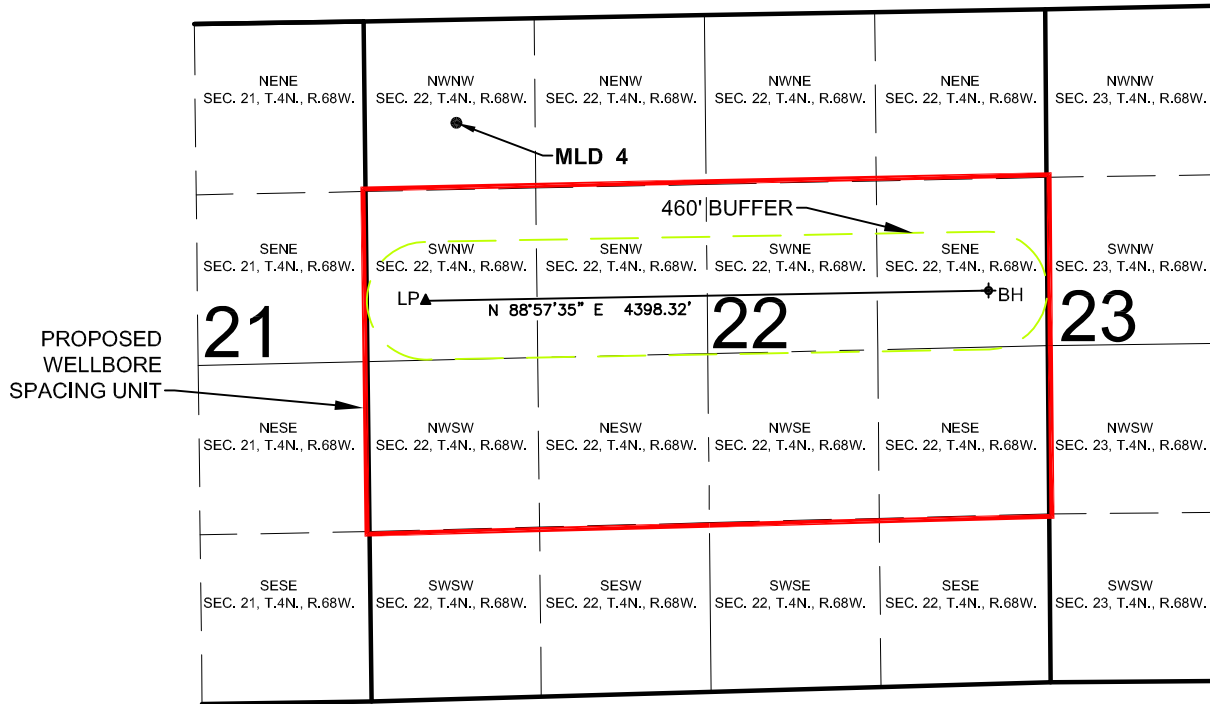 NENE
SEC. 21, T.4N., R.68W.
NWNW
SEC. 22, T.4N., R.68W.
NENW
SEC. 22, T.4N., R.68W.
NWNE
SEC. 22, T.4N., R.68W.
NENE
SEC. 22, T.4N., R.68W.
NWNW
SEC. 23, T.4N., R.68W.
MLD 4
460' BUFFER
SENE
SEC. 21, T.4N., R.68W.
SWNW
SEC. 22, T.4N., R.68W.
SENW
SEC. 22, T.4N., R.68W.
SWNE
SEC. 22, T.4N., R.68W.
SENE
SEC. 22, T.4N., R.68W.
SWNW
SEC. 23, T.4N., R.68W.
LP
BH
N 88°57'35" E 4398.32'
21
22
23
PROPOSED
WELLBORE
SPACING UNIT
NESE
SEC. 21, T.4N., R.68W.
NWSW
SEC. 22, T.4N., R.68W.
NESW
SEC. 22, T.4N., R.68W.
NWSE
SEC. 22, T.4N., R.68W.
NESE
SEC. 22, T.4N., R.68W.
NWSW
SEC. 23, T.4N., R.68W.
SESE
SEC. 21, T.4N., R.68W.
SWSW
SEC. 22, T.4N., R.68W.
SESW
SEC. 22, T.4N., R.68W.
SWSE
SEC. 22, T.4N., R.68W.
SESE
SEC. 22, T.4N., R.68W.
SWSW
SEC. 23, T.4N., R.68W.